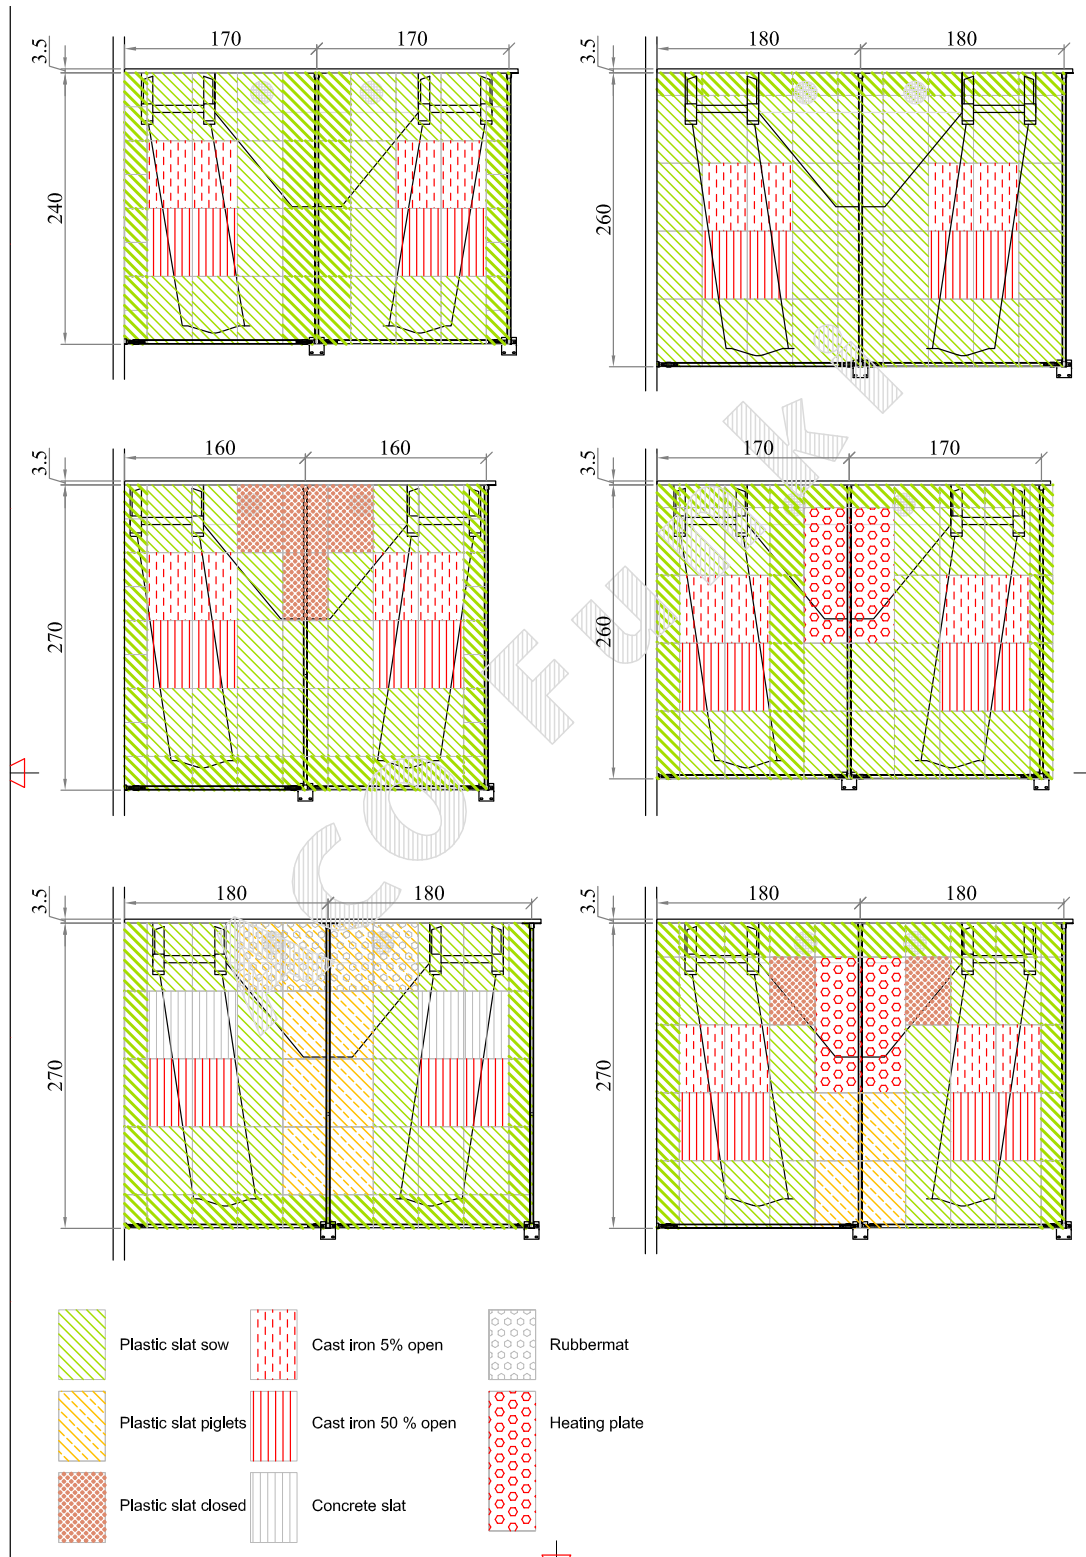 3.5 170 170
240
3.5 180 180
260
3.5 160 160
270
3.5 170 170
260
3.5 180 180
270
3.5 180 180
270
CoFunki
Plastic slat sow
Cast iron 5% open
Rubbermat
Plastic slat piglets
Cast iron 50 % open
Heating plate
Plastic slat closed
Concrete slat